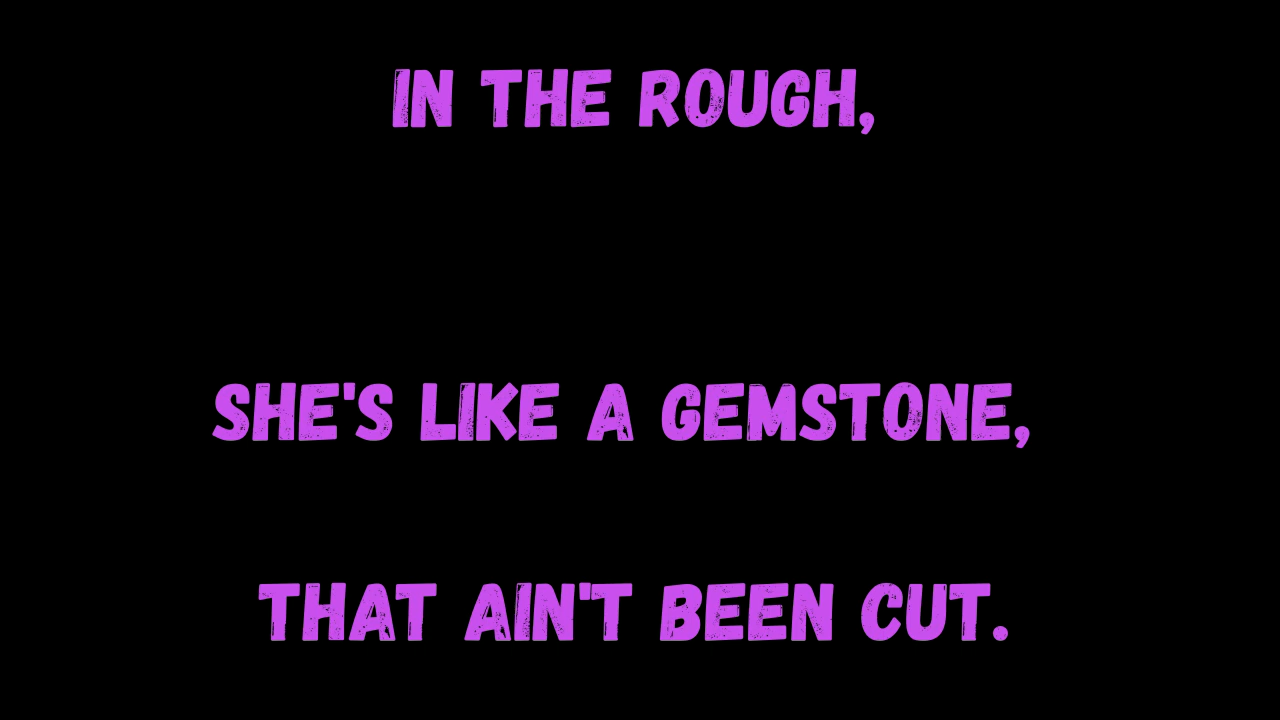 IN THE ROUGH,
SHE'S LIKE A GEMSTONE,
THAT AIN'T BEEN CUT.